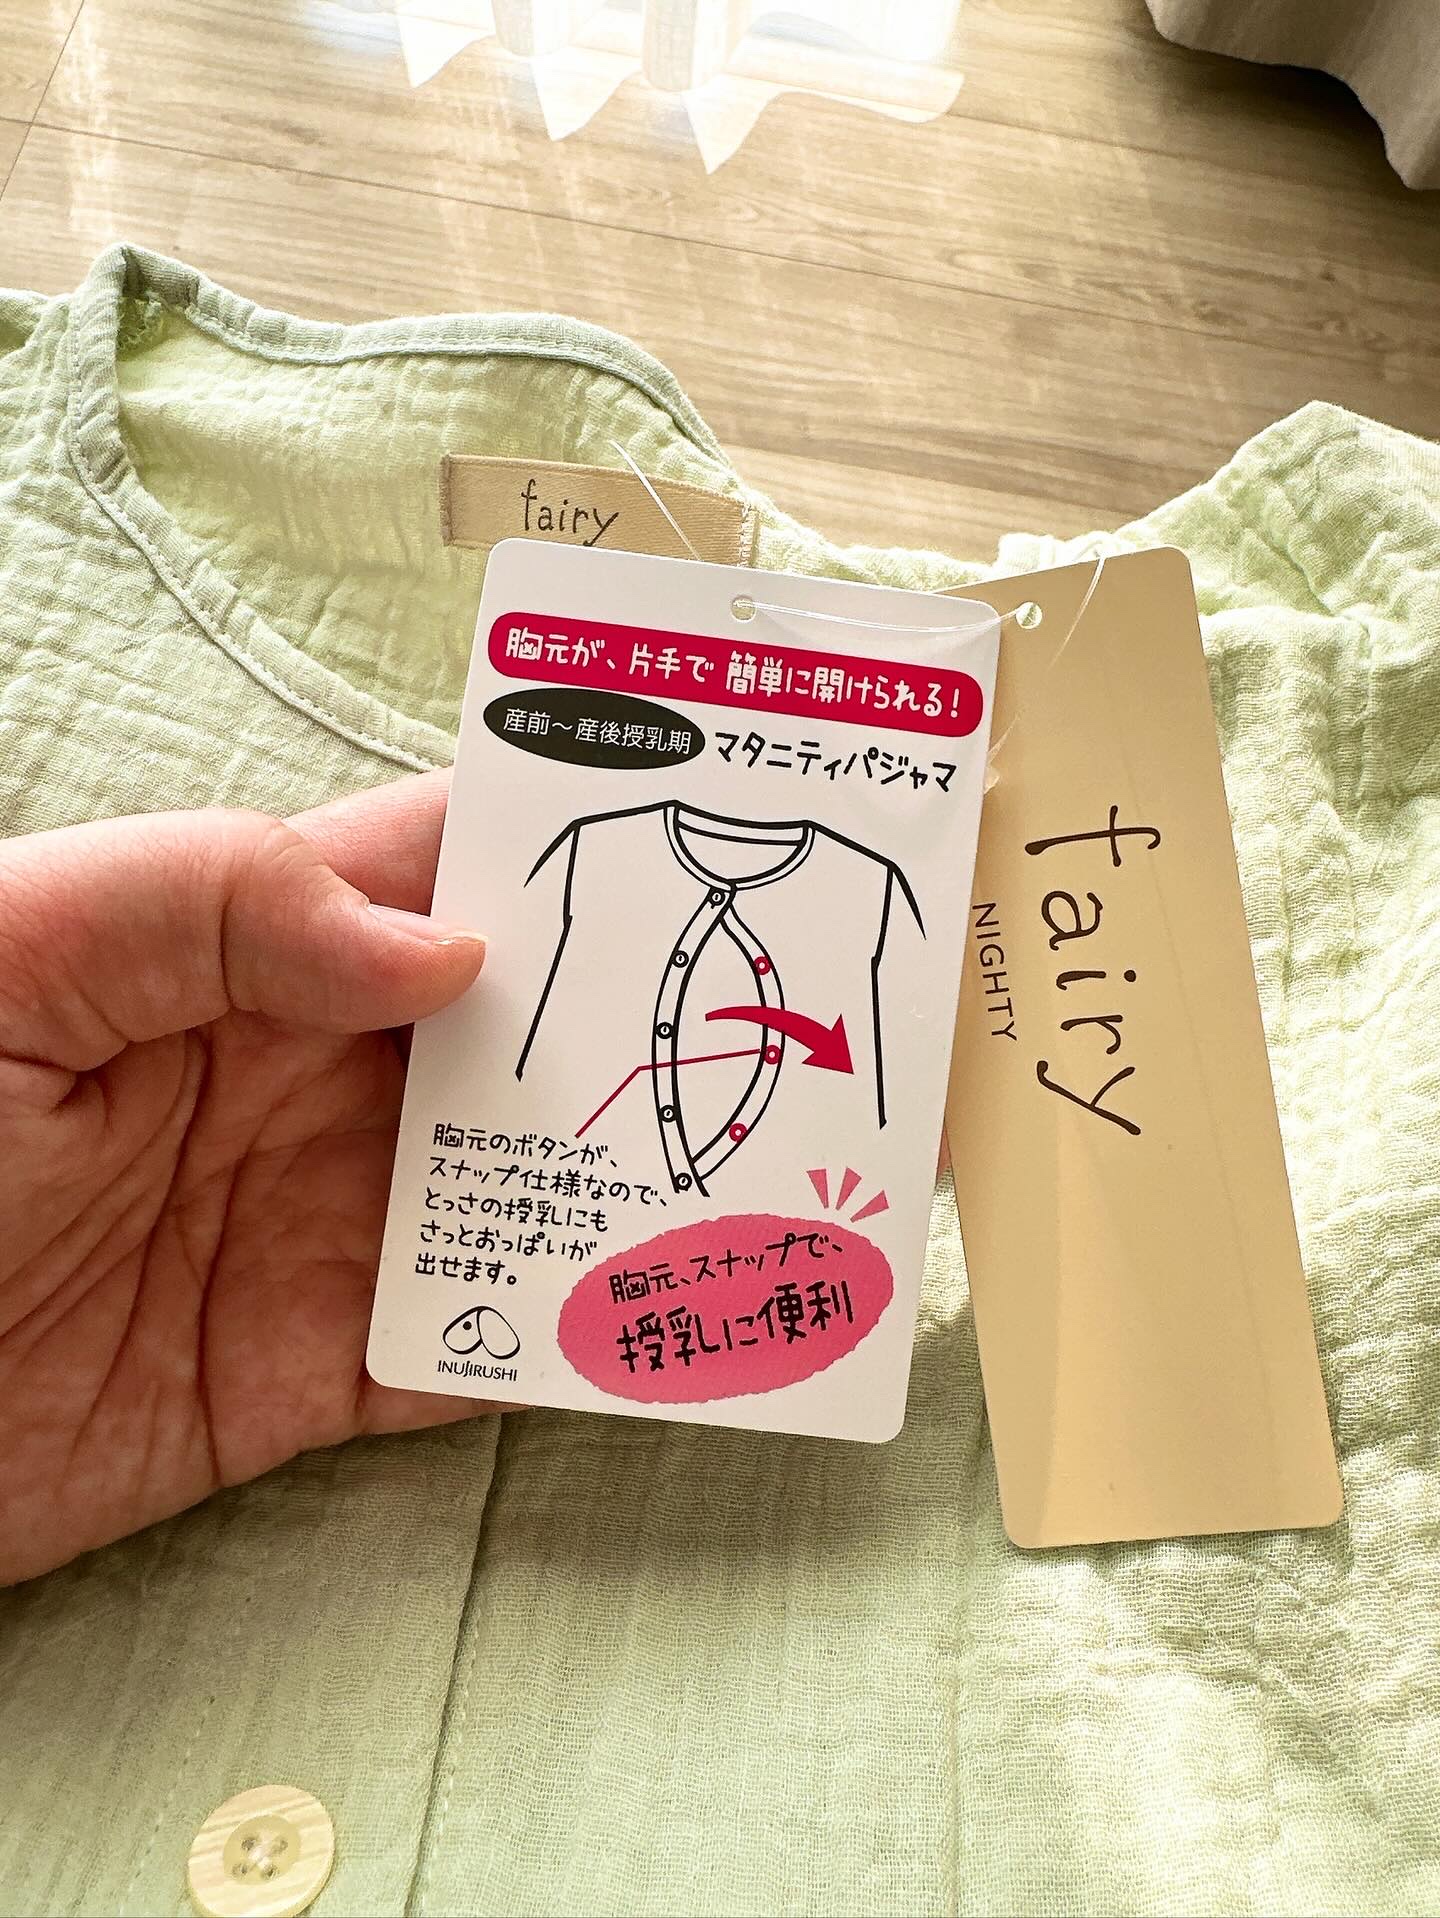 fairy
胸元が、片手で 簡単に開けられる!
産前～産後授乳期
マタニティパジャマ
胸元のボタンが、
スナップ仕様なので、
とっさの授乳にも
さっとおっぱいが
出せます。
胸元、スナップで、
授乳に便利
INUJIRUSHI
fairy
NIGHTY